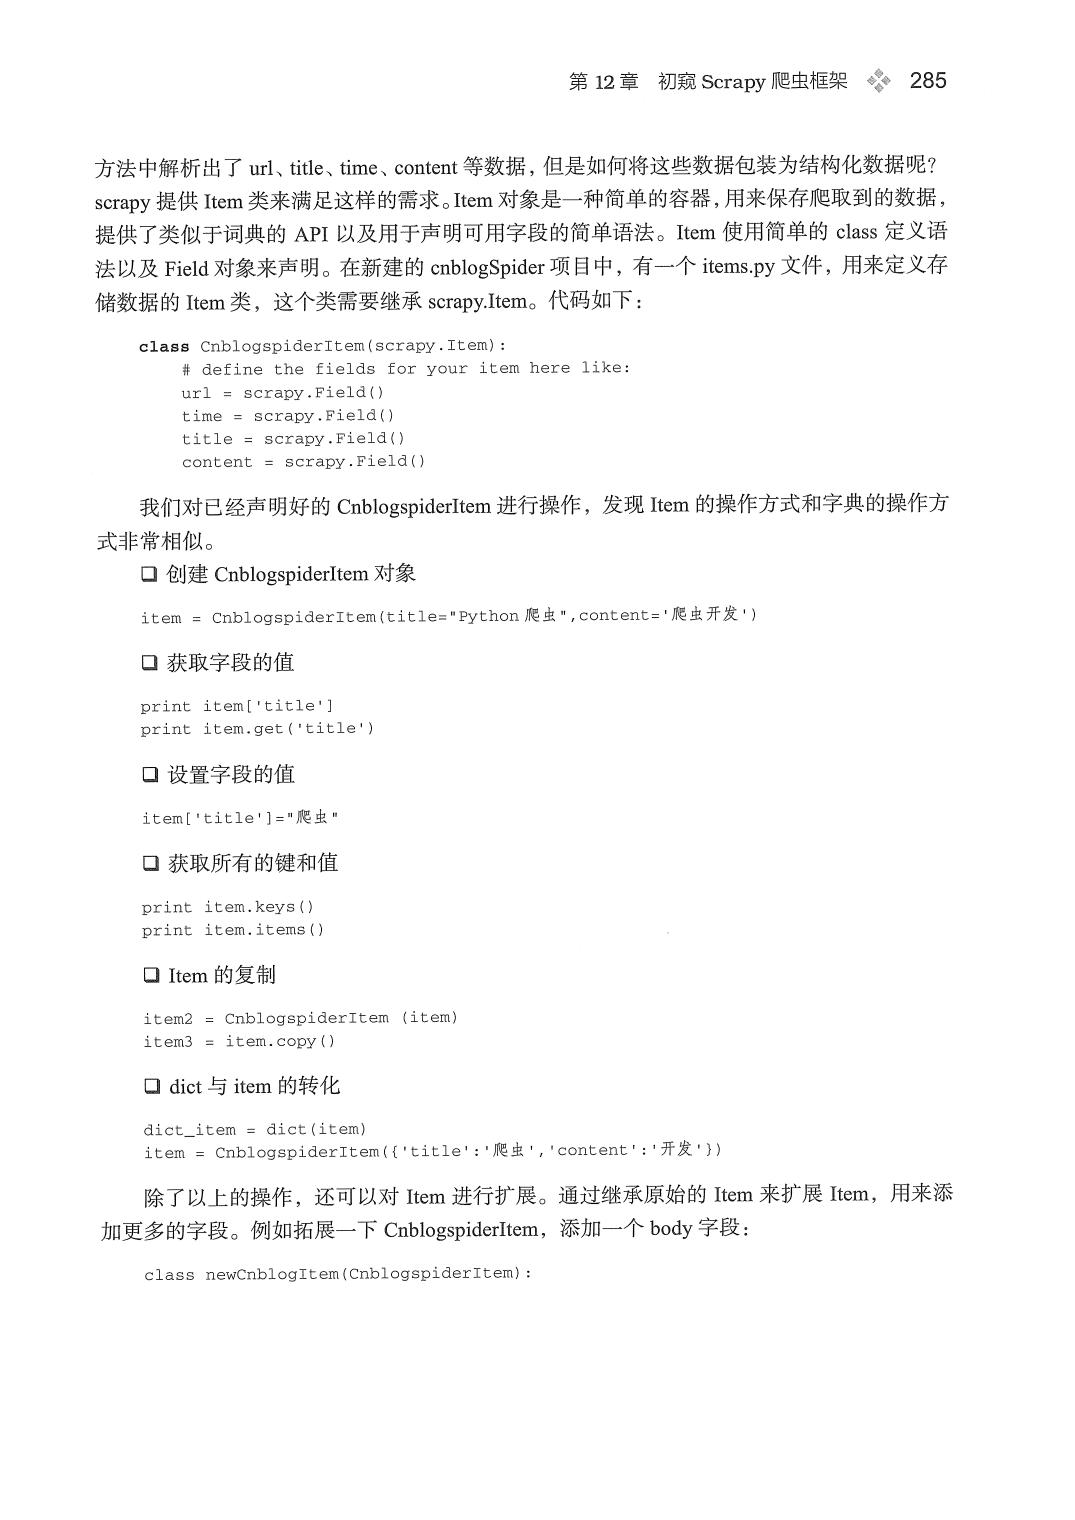 第 12 章　初窥 Scrapy 爬虫框架　285
方法中解析出了 url、title、time、content 等数据，但是如何将这些数据包装为结构化数据呢？
scrapy 提供 Item 类来满足这样的需求。Item 对象是一种简单的容器，用来保存爬取到的数据，
提供了类似于词典的 API 以及用于声明可用字段的简单语法。Item 使用简单的 class 定义语
法以及 Field 对象来声明。在新建的 cnblogSpider 项目中，有一个 items.py 文件，用来定义存
储数据的 Item 类，这个类需要继承 scrapy.Item。代码如下：
class CnblogspiderItem(scrapy.Item):
    # define the fields for your item here like:
    url = scrapy.Field()
    time = scrapy.Field()
    title = scrapy.Field()
    content = scrapy.Field()
我们对已经声明好的 CnblogspiderItem 进行操作，发现 Item 的操作方式和字典的操作方
式非常相似。
❑ 创建 CnblogspiderItem 对象
item = CnblogspiderItem(title="Python 爬虫",content='爬虫开发')
❑ 获取字段的值
print item['title']
print item.get('title')
❑ 设置字段的值
item['title']="爬虫"
❑ 获取所有的键和值
print item.keys()
print item.items()
❑ Item 的复制
item2 = CnblogspiderItem (item)
item3 = item.copy()
❑ dict 与 item 的转化
dict_item = dict(item)
item = CnblogspiderItem({'title':'爬虫','content':'开发'})
除了以上的操作，还可以对 Item 进行扩展。通过继承原始的 Item 来扩展 Item，用来添
加更多的字段。例如拓展一下 CnblogspiderItem，添加一个 body 字段：
class newCnblogItem(CnblogspiderItem):